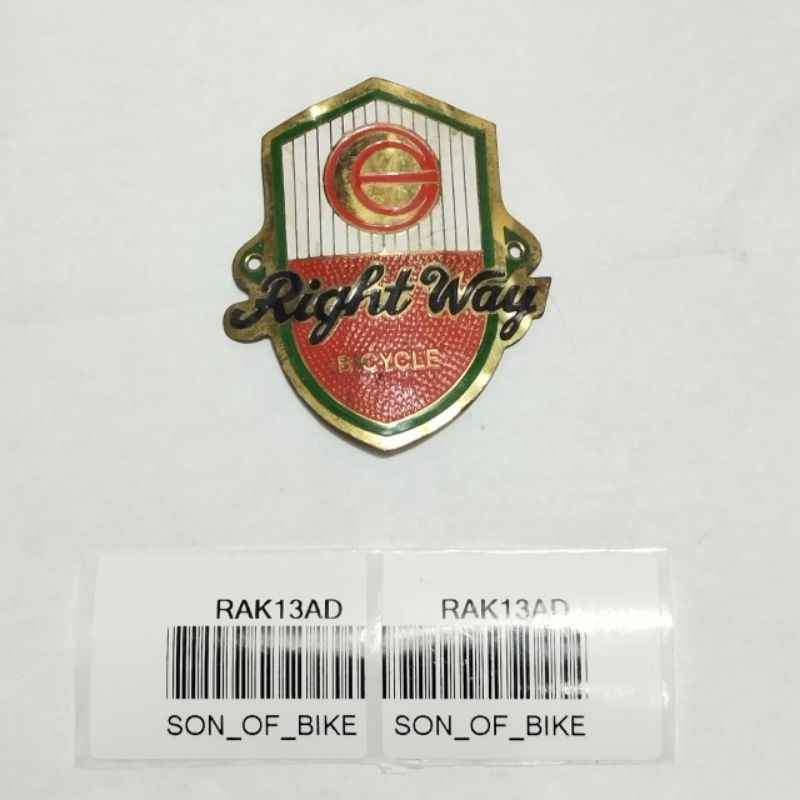 Right Way
BICYCLE
RAK13AD RAK13AD
SON_OF_BIKE SON_OF_BIKE